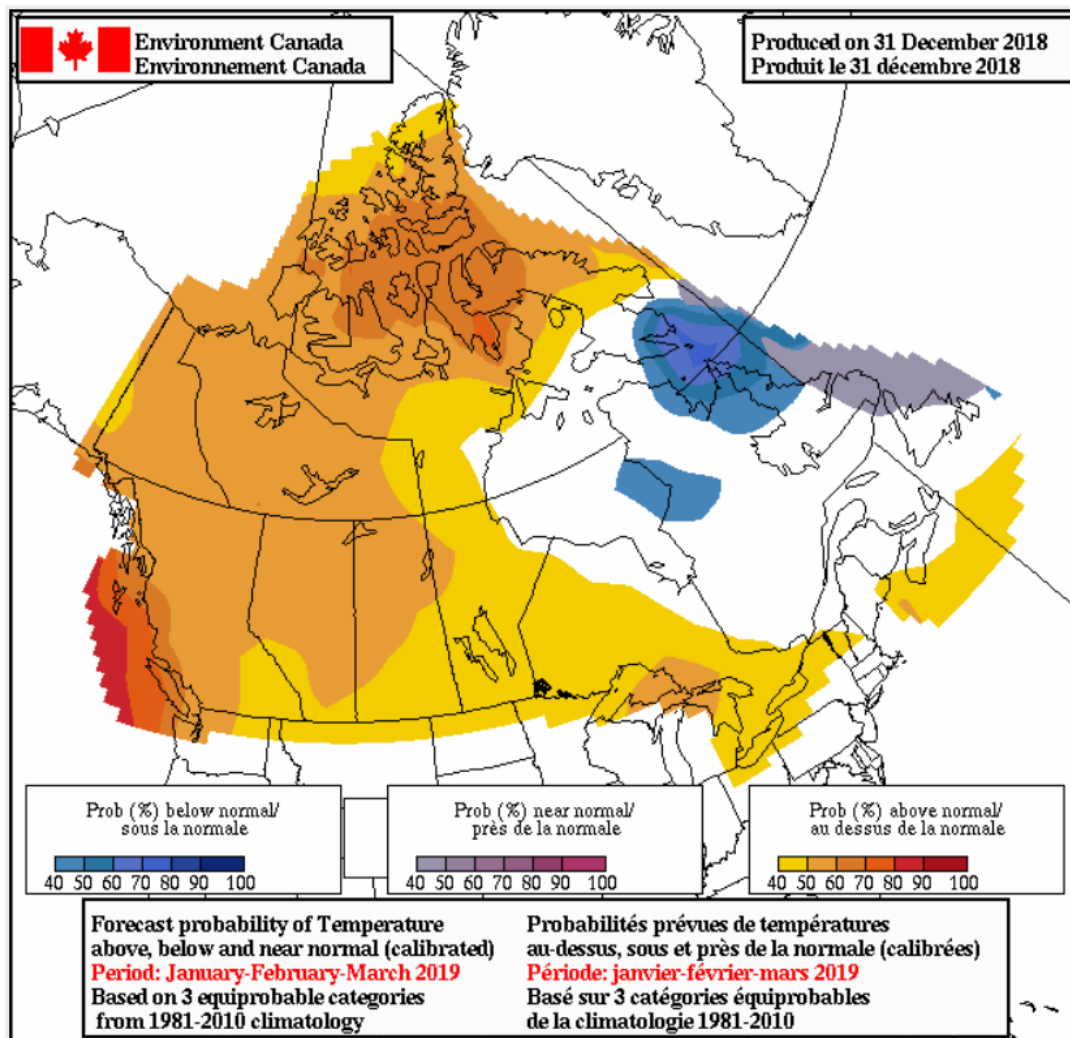 Environment Canada
Environnement Canada
Produced on 31 December 2018
Produit le 31 décembre 2018
Prob (%) below normal/
sous la normale
40 50 60 70 80 90 100
Prob (%) near normal/
près de la normale
40 50 60 70 80 90 100
Prob (%) above normal/
au dessus de la normale
40 50 60 70 80 90 100
Forecast probability of Temperature
above, below and near normal (calibrated)
Period: January-February-March 2019
Based on 3 equiprobable categories
from 1981-2010 climatology
Probabilités prévues de températures
au-dessus, sous et près de la normale (calibrées)
Période: janvier-février-mars 2019
Basé sur 3 catégories équiprobables
de la climatologie 1981-2010